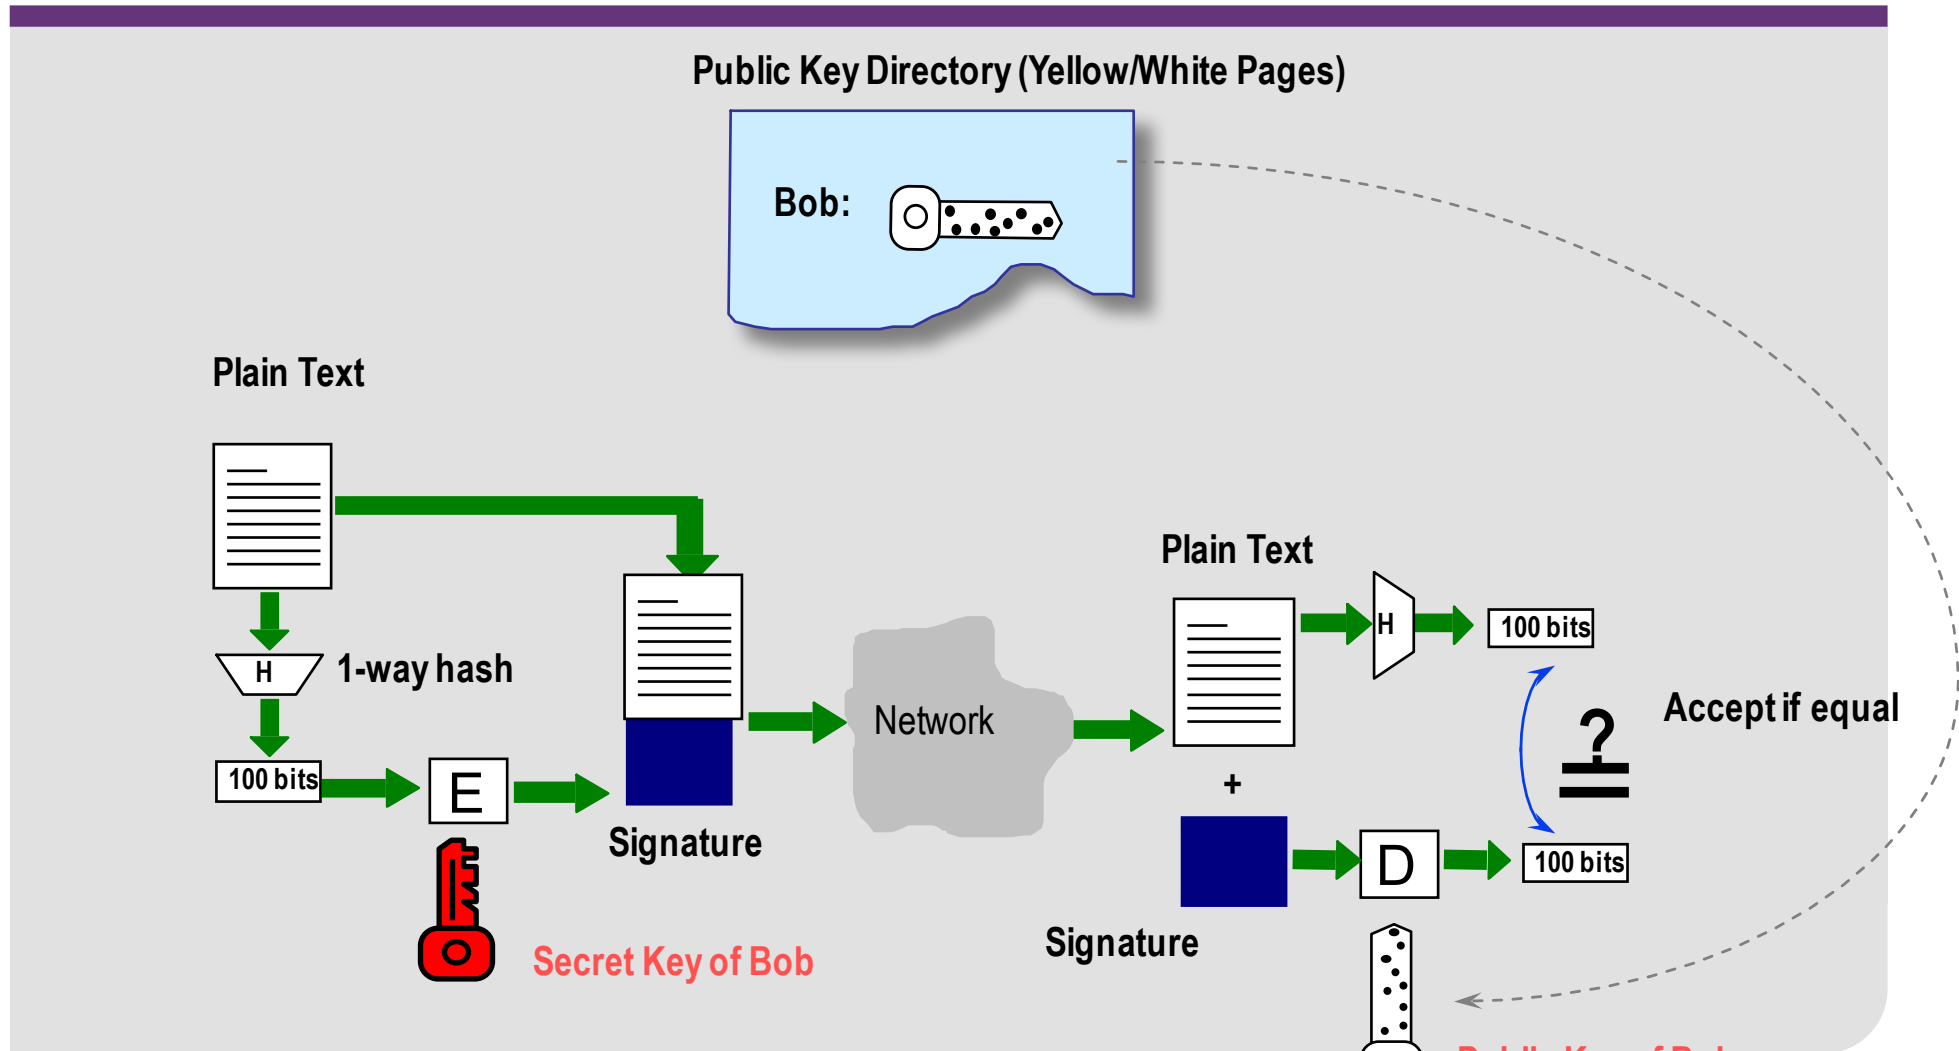 Public Key Directory (Yellow/White Pages)
Bob:
Plain Text
H
1-way hash
100 bits
E
Signature
Secret Key of Bob
Network
Plain Text
H
100 bits
Accept if equal
?
+
D
100 bits
Signature